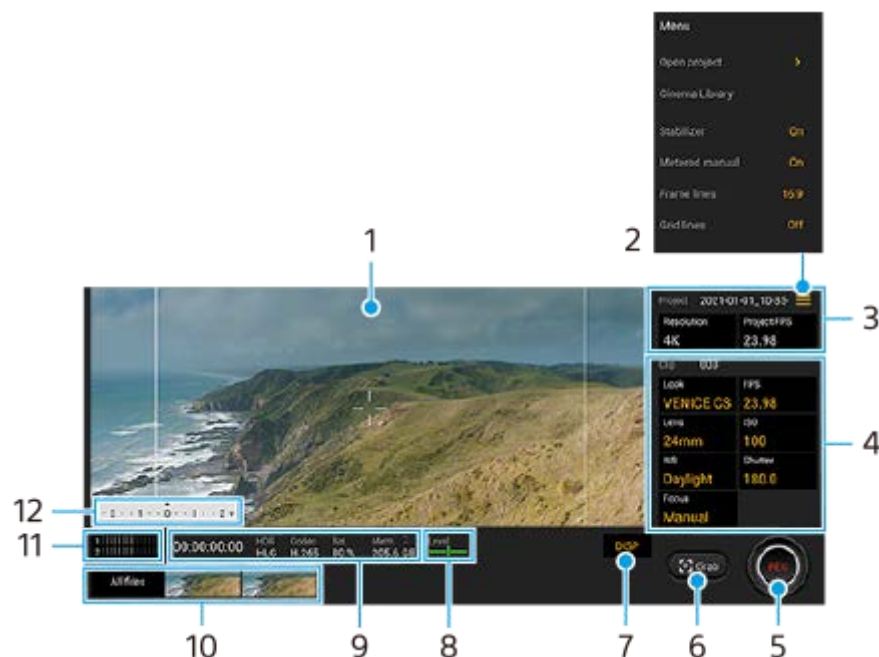 Menu
Open project >
Cinema Library
Stabilizer On
Metered manual On
Frame lines 16:9
Grid lines Off
2
1
Project 2021-01-01_10-33-
Resolution Project FPS
4K 23.98
3
Clip 003
Look FPS
VENICE CS 23.98
Lens ISO
24mm 100
WB Shutter
Daylight 180.0
Focus
Manual
4
12
11
00:00:00:00
HDR Codec Bat. Mem.
HLG H.265 80% 205.6 GB
Level
DISP
Grab
REC
All files
10
9
8
7
6
5